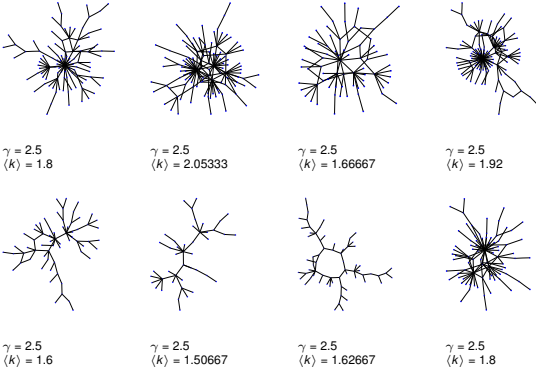 γ = 2.5
⟨k⟩ = 1.8
γ = 2.5
⟨k⟩ = 2.05333
γ = 2.5
⟨k⟩ = 1.66667
γ = 2.5
⟨k⟩ = 1.92
γ = 2.5
⟨k⟩ = 1.6
γ = 2.5
⟨k⟩ = 1.50667
γ = 2.5
⟨k⟩ = 1.62667
γ = 2.5
⟨k⟩ = 1.8